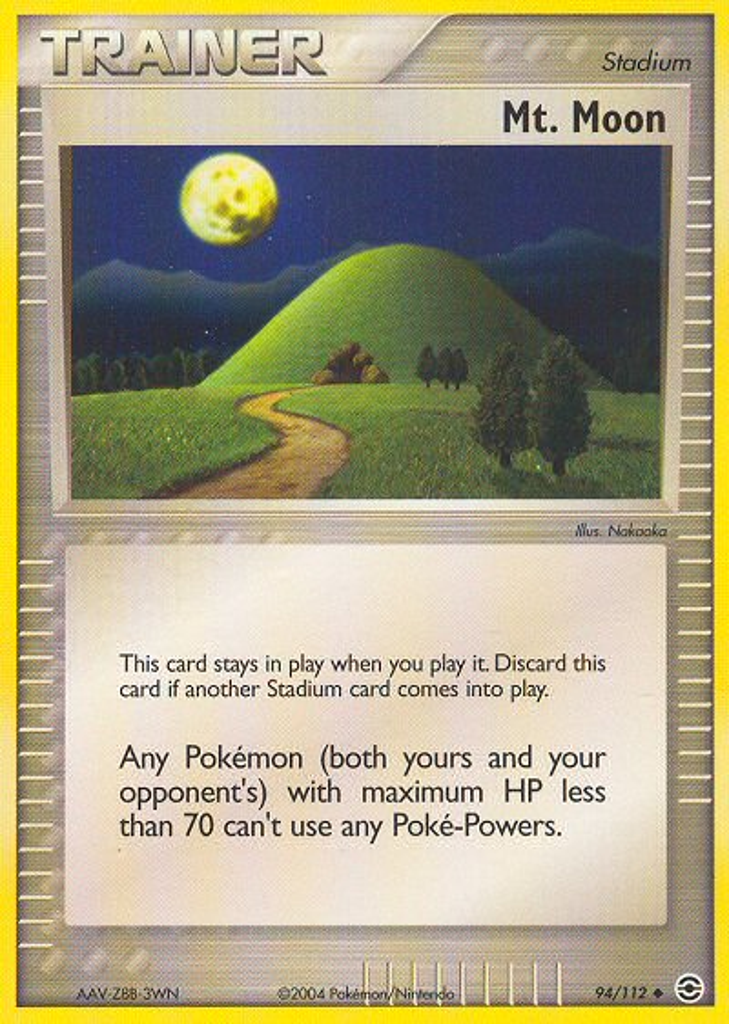 TRAINER
Stadium
Mt. Moon
Illus. Nakaoka
This card stays in play when you play it. Discard this
card if another Stadium card comes into play.
Any Pokémon (both yours and your
opponent's) with maximum HP less
than 70 can't use any Poké-Powers.
AAV-Z8B-3WN ©2004 Pokémon/Nintendo 94/112 ◆